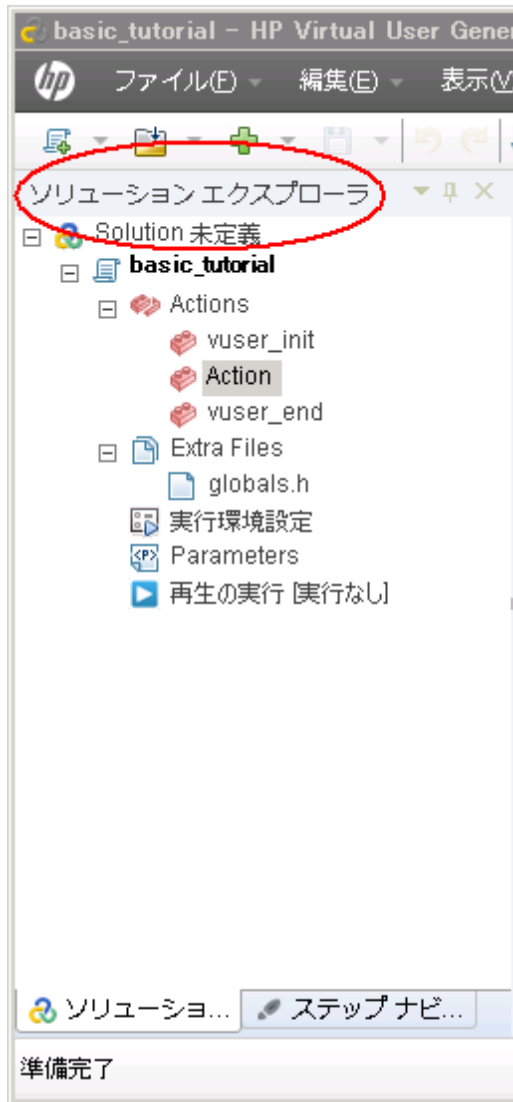 basic_tutorial - HP Virtual User Gene
hp ファイル(F) 編集(E) 表示(V
ソリューション エクスプローラ
Solution 未定義
basic_tutorial
Actions
vuser_init
Action
vuser_end
Extra Files
globals.h
実行環境設定
Parameters
再生の実行 [実行なし]
ソリューショ... ステップ ナビ...
準備完了